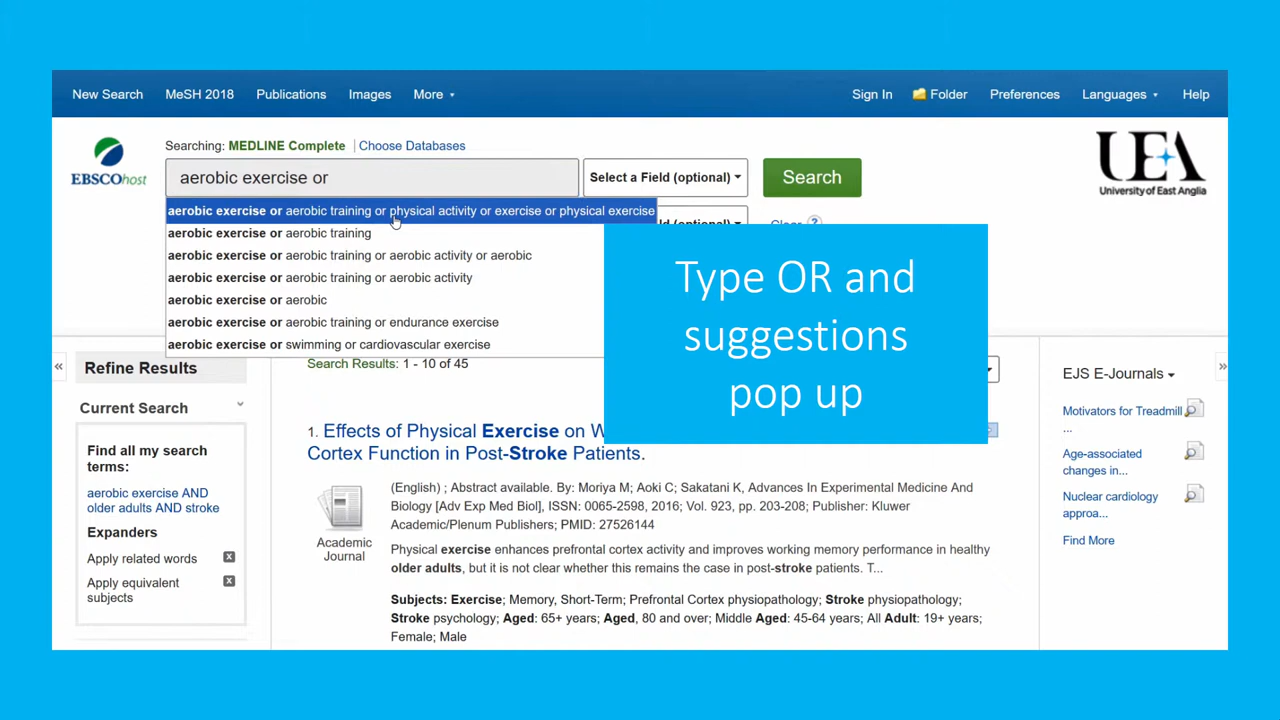 New Search MeSH 2018 Publications Images More Sign In Folder Preferences Languages Help
Searching: MEDLINE Complete Choose Databases
EBSCOhost
aerobic exercise or
Select a Field (optional)
Search
UEA
University of East Anglia
aerobic exercise or aerobic training or physical activity or exercise or physical exercise
aerobic exercise or aerobic training
aerobic exercise or aerobic training or aerobic activity or aerobic
aerobic exercise or aerobic training or aerobic activity
aerobic exercise or aerobic
aerobic exercise or aerobic training or endurance exercise
aerobic exercise or swimming or cardiovascular exercise
Type OR and
suggestions
pop up
«
Refine Results
Current Search
Find all my search
terms:
aerobic exercise AND
older adults AND stroke
Expanders
Apply related words
Apply equivalent
subjects
Search Results: 1 - 10 of 45
1. Effects of Physical Exercise on
Cortex Function in Post-Stroke Patients.
Academic
Journal
(English) ; Abstract available. By: Moriya M; Aoki C; Sakatani K, Advances In Experimental Medicine And
Biology [Adv Exp Med Biol], ISSN: 0065-2598, 2016; Vol. 923, pp. 203-208; Publisher: Kluwer
Academic/Plenum Publishers; PMID: 27526144
Physical exercise enhances prefrontal cortex activity and improves working memory performance in healthy
older adults, but it is not clear whether this remains the case in post-stroke patients. T...
Subjects: Exercise; Memory, Short-Term; Prefrontal Cortex physiopathology; Stroke physiopathology;
Stroke psychology; Aged: 65+ years; Aged, 80 and over; Middle Aged: 45-64 years; All Adult: 19+ years;
Female; Male
»
EJS E-Journals
Motivators for Treadmill
...
Age-associated
changes in...
Nuclear cardiology
approa...
Find More